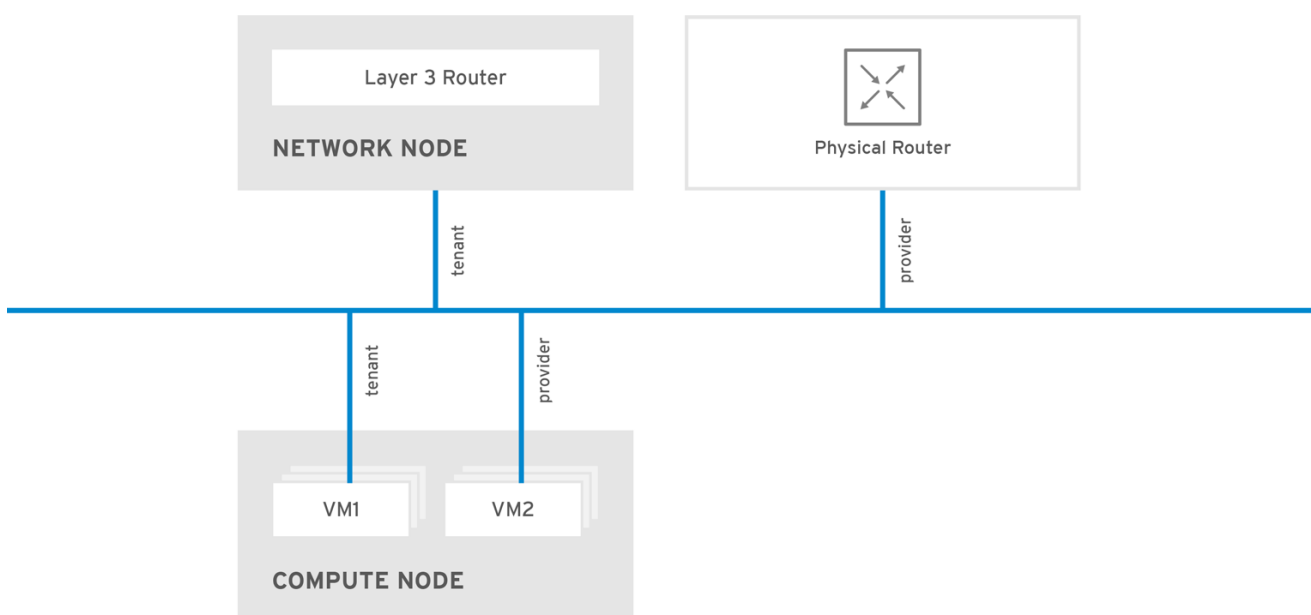 Layer 3 Router
NETWORK NODE
Physical Router
tenant
provider
tenant
provider
VM1
VM2
COMPUTE NODE